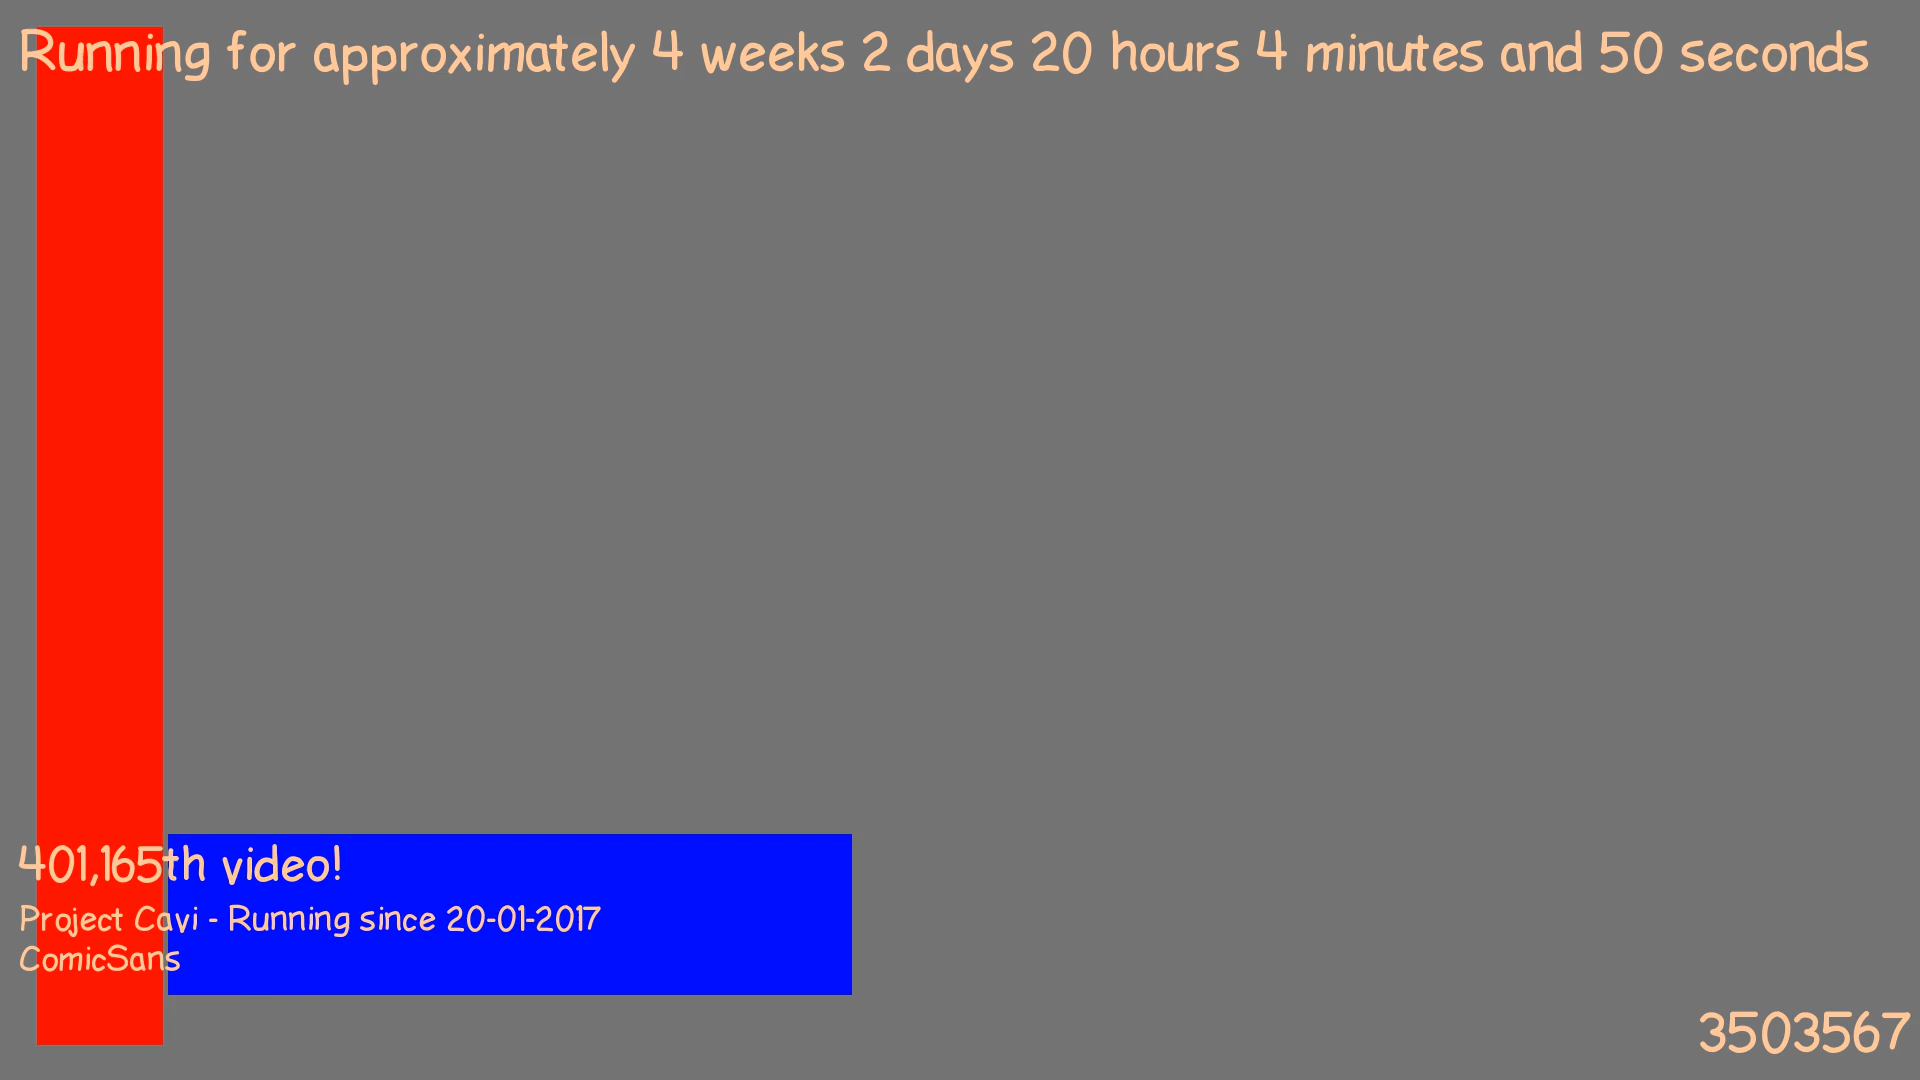 Running for approximately 4 weeks 2 days 20 hours 4 minutes and 50 seconds
401,165th video!
Project Cavi - Running since 20-01-2017
ComicSans
3503567